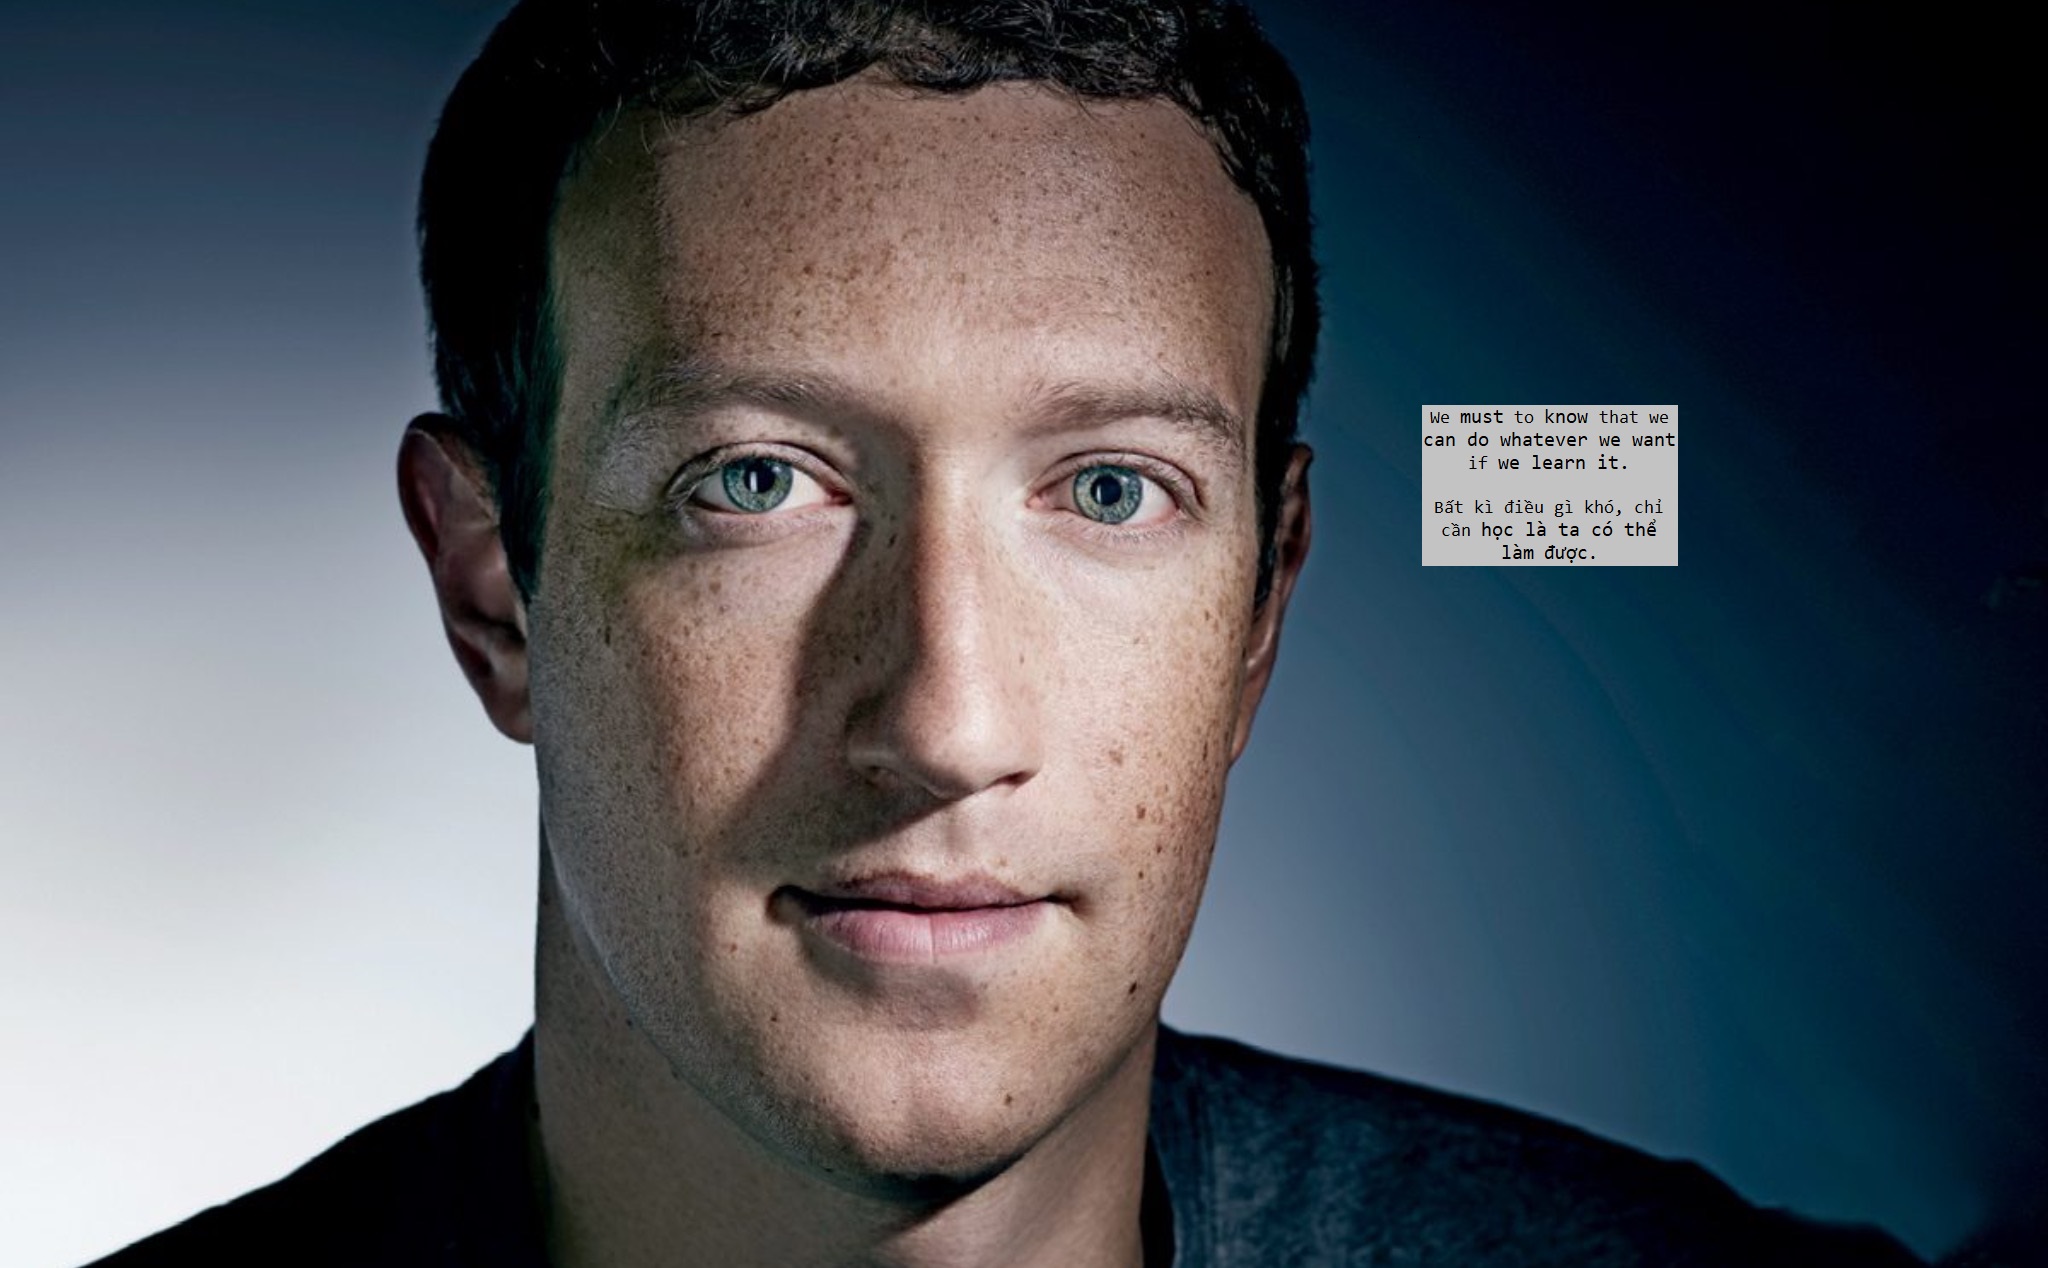 We must to know that we
can do whatever we want
if we learn it.
Bất kì điều gì khó, chỉ
cần học là ta có thể
làm được.